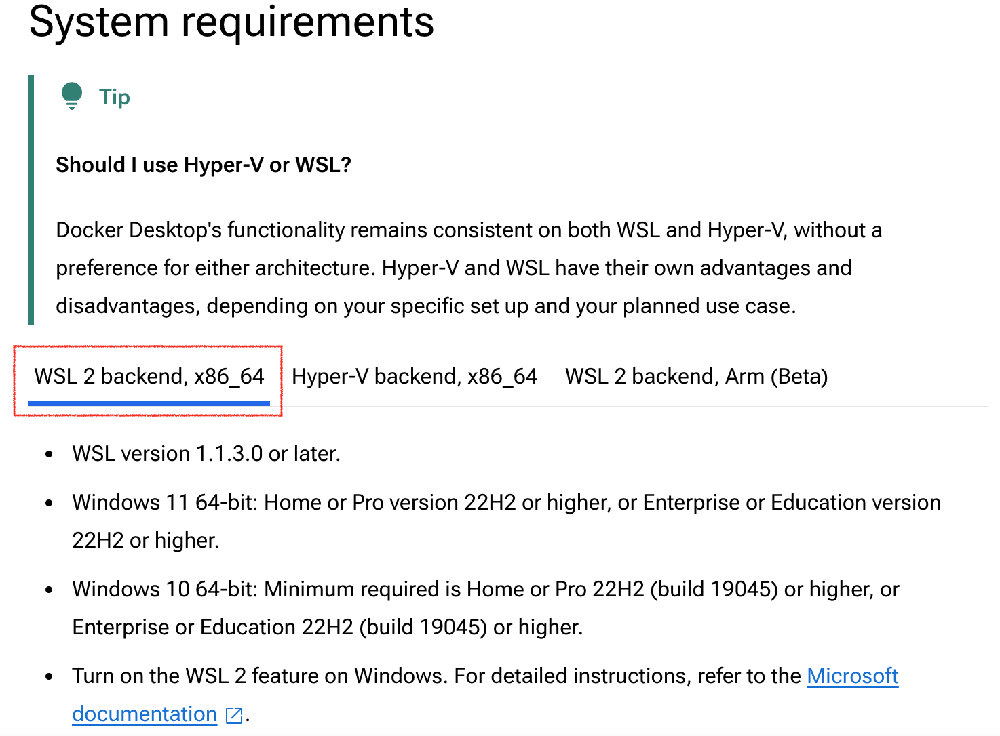 System requirements
Tip
Should I use Hyper-V or WSL?
Docker Desktop's functionality remains consistent on both WSL and Hyper-V, without a
preference for either architecture. Hyper-V and WSL have their own advantages and
disadvantages, depending on your specific set up and your planned use case.
WSL 2 backend, x86_64 Hyper-V backend, x86_64 WSL 2 backend, Arm (Beta)
• WSL version 1.1.3.0 or later.
• Windows 11 64-bit: Home or Pro version 22H2 or higher, or Enterprise or Education version
22H2 or higher.
• Windows 10 64-bit: Minimum required is Home or Pro 22H2 (build 19045) or higher, or
Enterprise or Education 22H2 (build 19045) or higher.
• Turn on the WSL 2 feature on Windows. For detailed instructions, refer to the Microsoft
documentation.